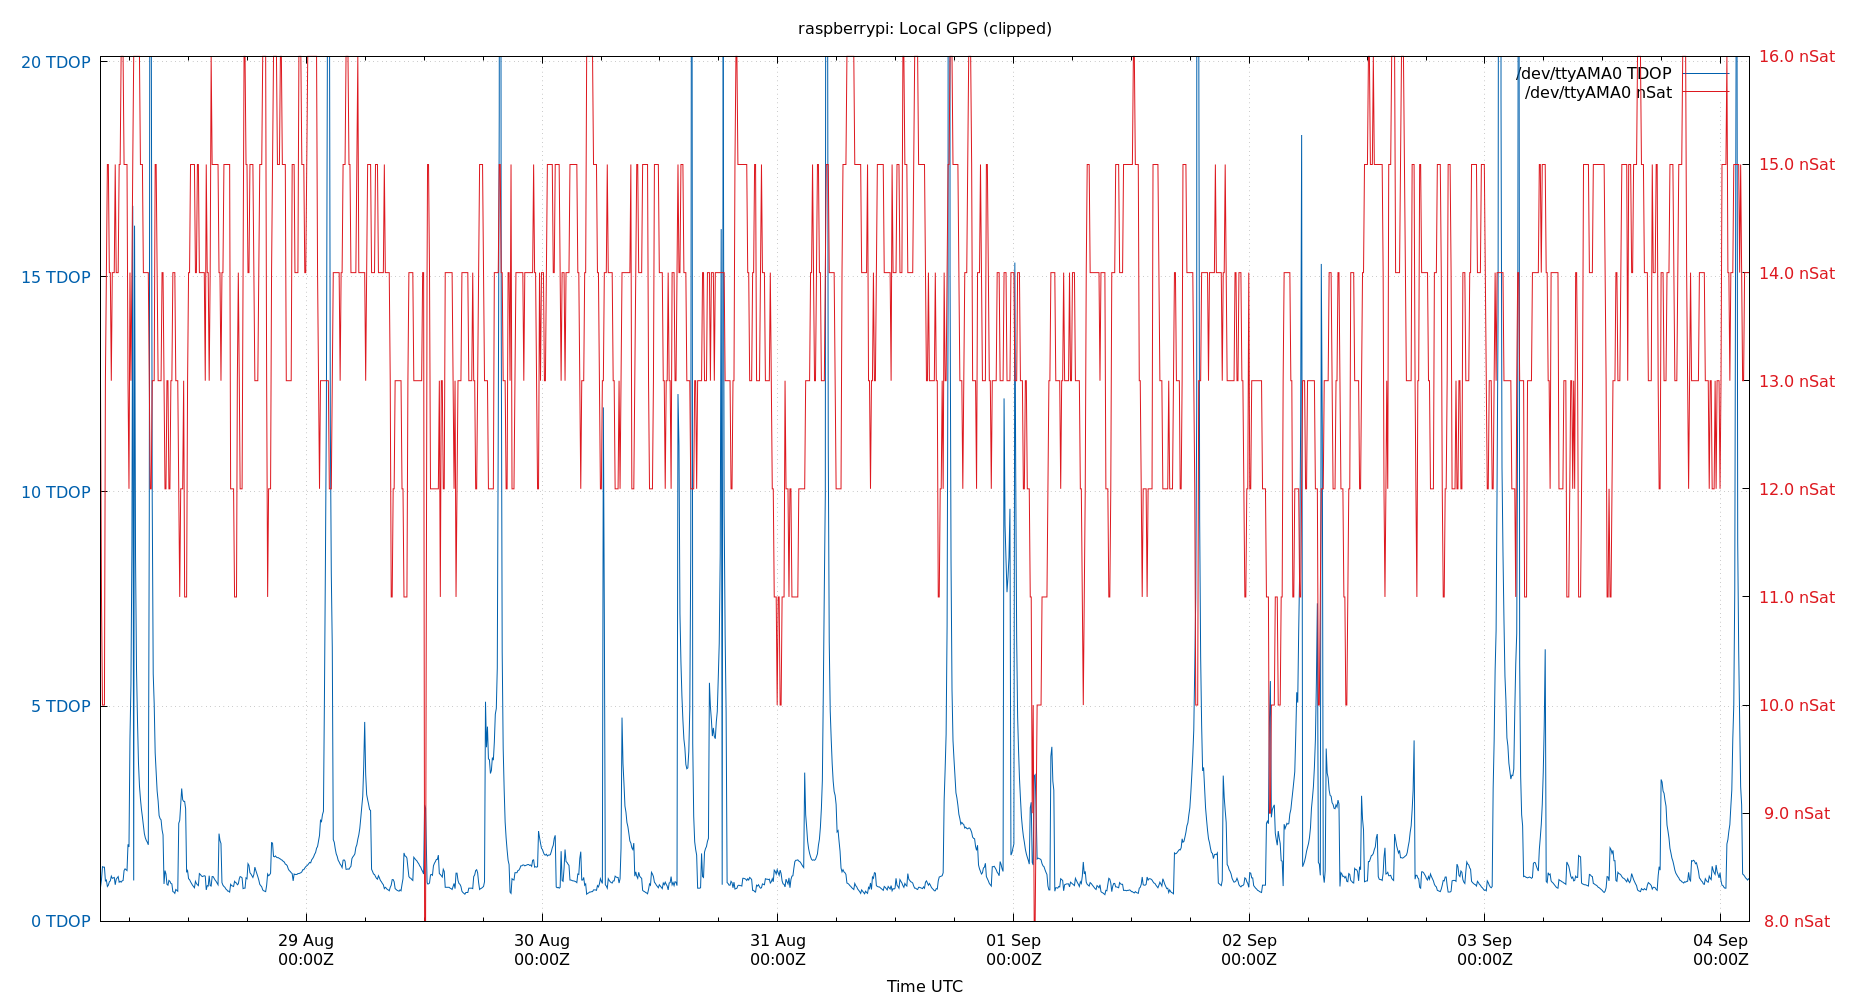 raspberrypi: Local GPS (clipped)
20 TDOP
15 TDOP
10 TDOP
5 TDOP
0 TDOP
16.0 nSat
15.0 nSat
14.0 nSat
13.0 nSat
12.0 nSat
11.0 nSat
10.0 nSat
9.0 nSat
8.0 nSat
/dev/ttyAMA0 TDOP
/dev/ttyAMA0 nSat
29 Aug
00:00Z
30 Aug
00:00Z
31 Aug
00:00Z
01 Sep
00:00Z
02 Sep
00:00Z
03 Sep
00:00Z
04 Sep
00:00Z
Time UTC